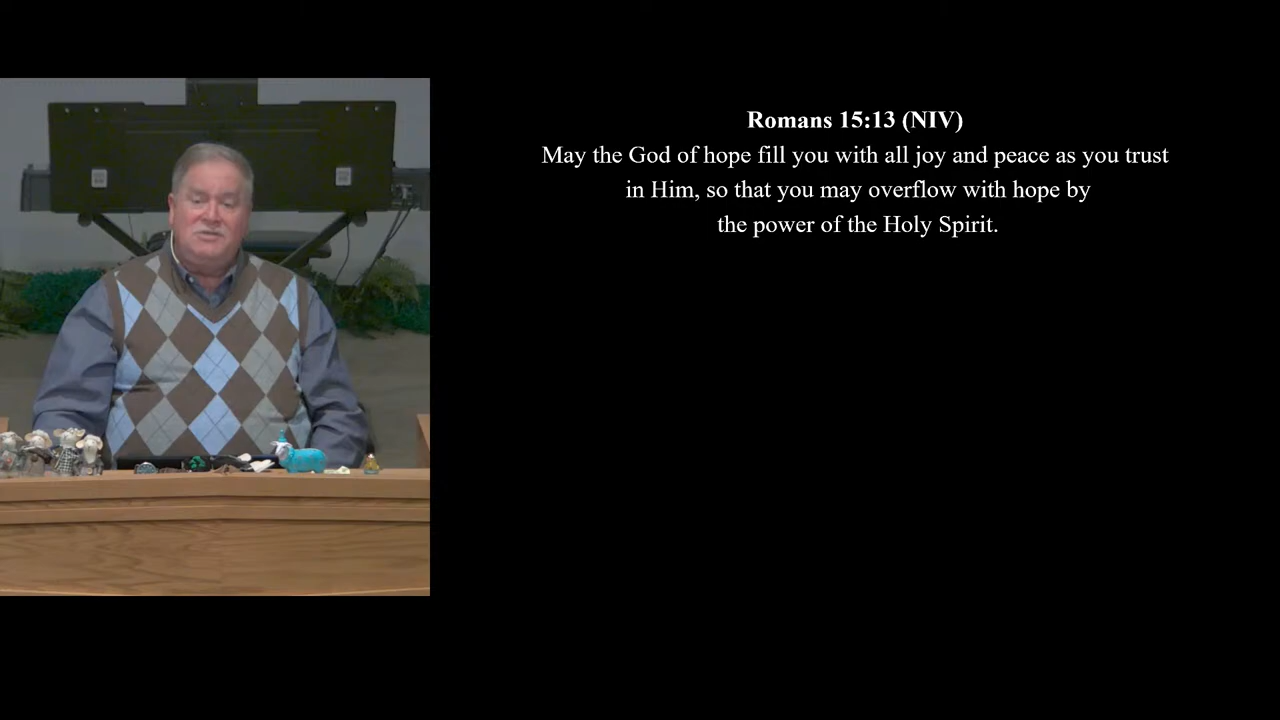 Romans 15:13 (NIV)
May the God of hope fill you with all joy and peace as you trust
in Him, so that you may overflow with hope by
the power of the Holy Spirit.